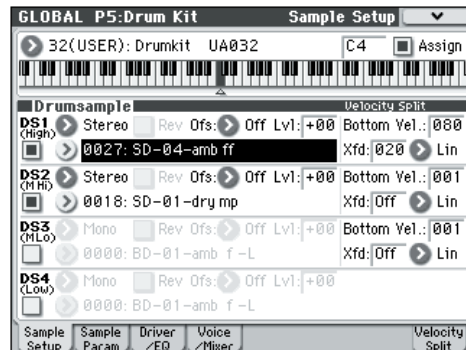 GLOBAL P5:Drum Kit Sample Setup
32(USER): Drumkit UA032 C4 Assign
Drumsample Velocity Split
DS1 (High) Stereo Rev Ofs: Off Lvl: +00 Bottom Vel.: 080
0027: SD-04-amb ff Xfd: 020 Lin
DS2 (M Hi) Stereo Rev Ofs: Off Lvl: +00 Bottom Vel.: 001
0018: SD-01-dry mp Xfd: Off Lin
DS3 (MLo) Mono Rev Ofs: Off Lvl: +00 Bottom Vel.: 001
0000: BD-01-amb f -L Xfd: Off Lin
DS4 (Low) Mono Rev Ofs: Off Lvl: +00
0000: BD-01-amb f -L
Sample Setup Sample Param Driver /EQ Voice /Mixer Velocity Split